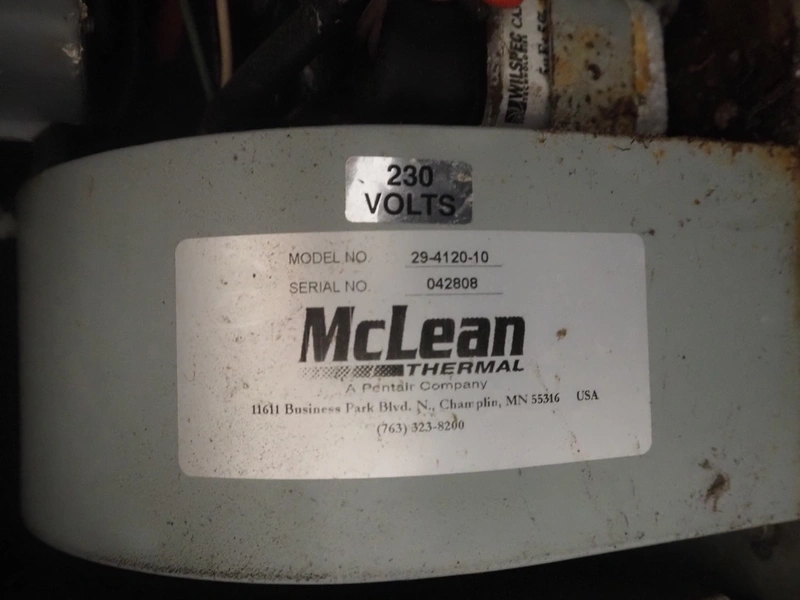 WILSPEC
230
VOLTS
MODEL NO. 29-4120-10
SERIAL NO. 042808
McLean
THERMAL
A Pentair Company
11611 Business Park Blvd. N., Champlin, MN 55316 USA
(763) 323-8200